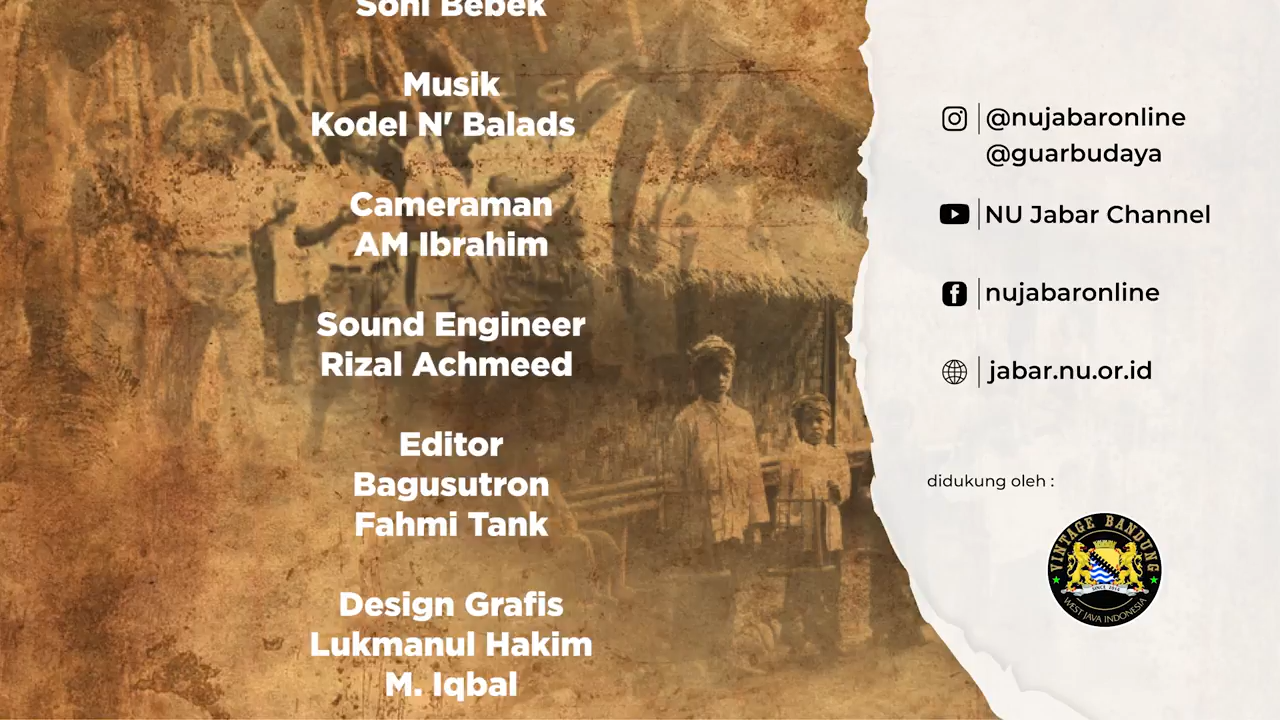 Soni Bebek
Musik
Kodel N' Balads
Cameraman
AM Ibrahim
Sound Engineer
Rizal Achmeed
Editor
Bagusutron
Fahmi Tank
Design Grafis
Lukmanul Hakim
M. Iqbal
@nujabaronline
@guarbudaya
NU Jabar Channel
nujabaronline
jabar.nu.or.id
didukung oleh :
VINTAGE BANDUNG
WEST JAVA INDONESIA